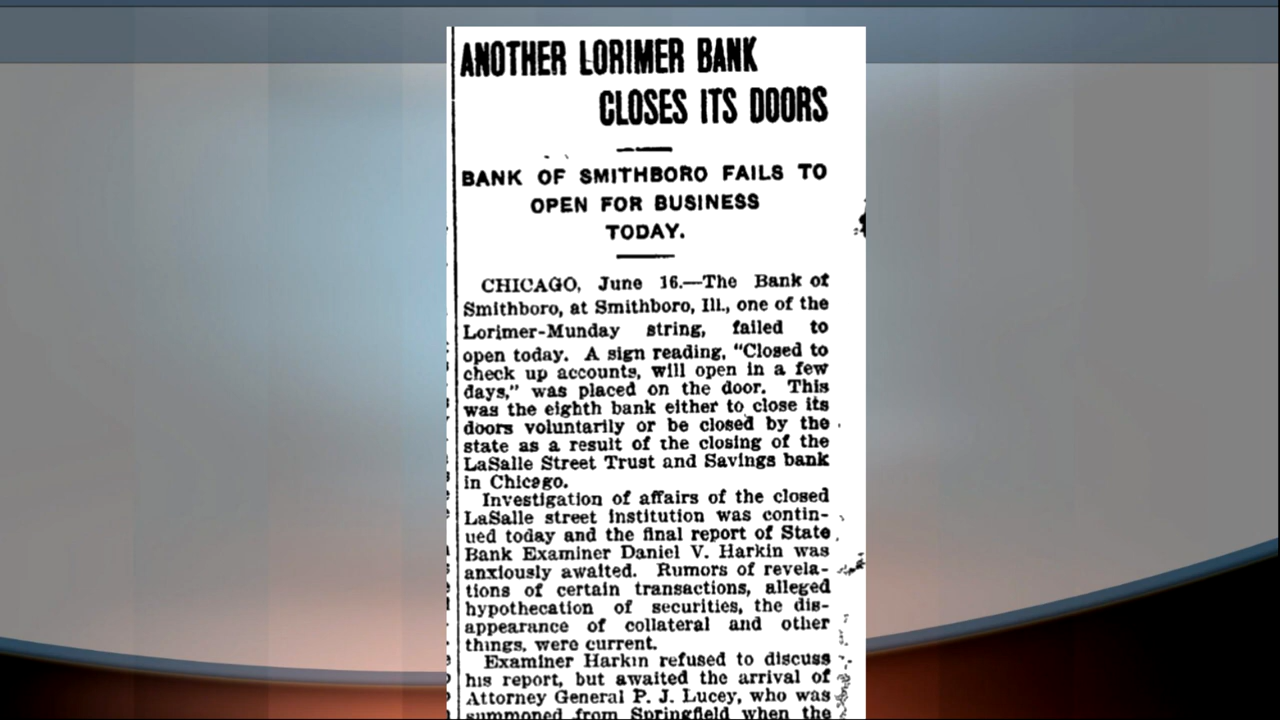 ANOTHER LORIMER BANK
CLOSES ITS DOORS
BANK OF SMITHBORO FAILS TO
OPEN FOR BUSINESS
TODAY.
CHICAGO, June 16.—The Bank of
Smithboro, at Smithboro, Ill., one of the
Lorimer-Munday string, failed to
open today. A sign reading, "Closed to
check up accounts, will open in a few
days," was placed on the door. This
was the eighth bank either to close its
doors voluntarily or be closed by the
state as a result of the closing of the
LaSalle Street Trust and Savings bank
in Chicago.
Investigation of affairs of the closed
LaSalle street institution was contin-
ued today and the final report of State
Bank Examiner Daniel V. Harkin was
anxiously awaited. Rumors of revela-
tions of certain transactions, alleged
hypothecation of securities, the dis-
appearance of collateral and other
things, were current.
Examiner Harkin refused to discuss
his report, but awaited the arrival of
Attorney General P. J. Lucey, who was
summoned from Springfield when the